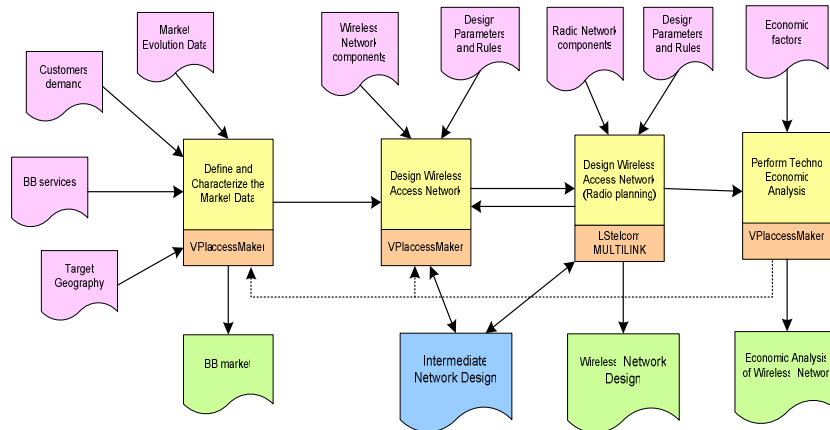 Market
Evolution Data
Customers
demand
BB services
Target
Geography
Define and
Characterize the
Market Data
VPIaccessMaker
BB market
Wireless
Network
components
Design
Parameters
and Rules
Design Wireless
Access Network
VPIaccessMaker
Intermediate
Network Design
Radio Network
components
Design
Parameters
and Rules
Design Wireless
Access Network
(Radio planning)
LStelcom
MULTILINK
Wireless Network
Design
Economic
factors
Perform Techno
Economic
Analysis
VPIaccessMaker
Economic Analysis
of Wireless Network